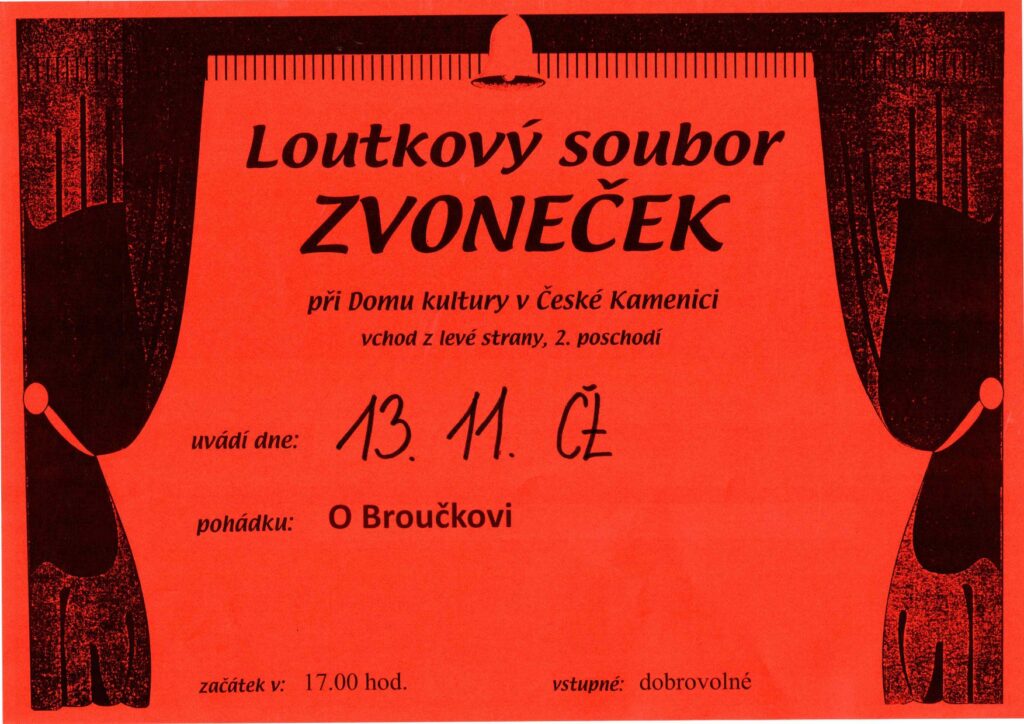 Loutkový soubor
ZVONEČEK
při Domu kultury v České Kamenici
vchod z levé strany, 2. poschodí
uvádí dne: 13. 11. ČZ
pohádku: O Broučkovi
začátek v: 17.00 hod. vstupné: dobrovolné